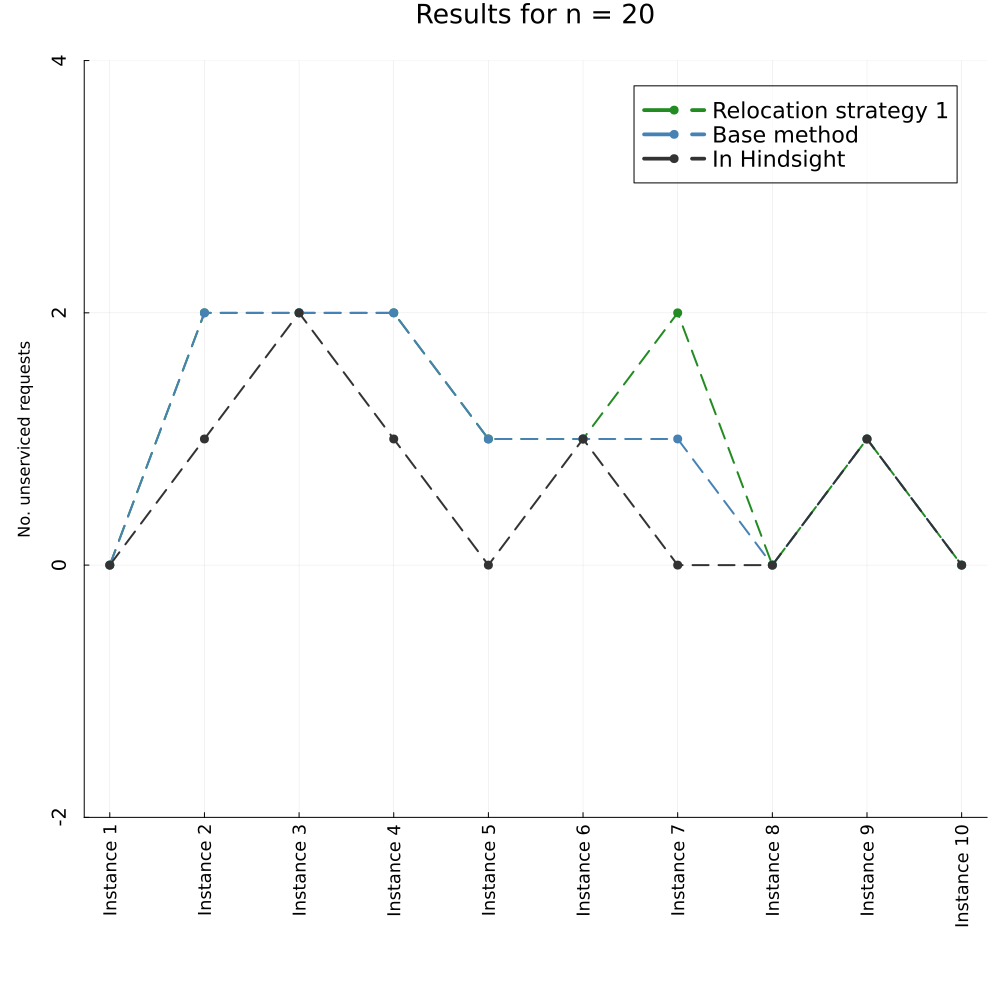 Results for n = 20
4
2
0
-2
No. unserviced requests
Relocation strategy 1
Base method
In Hindsight
Instance 1
Instance 2
Instance 3
Instance 4
Instance 5
Instance 6
Instance 7
Instance 8
Instance 9
Instance 10